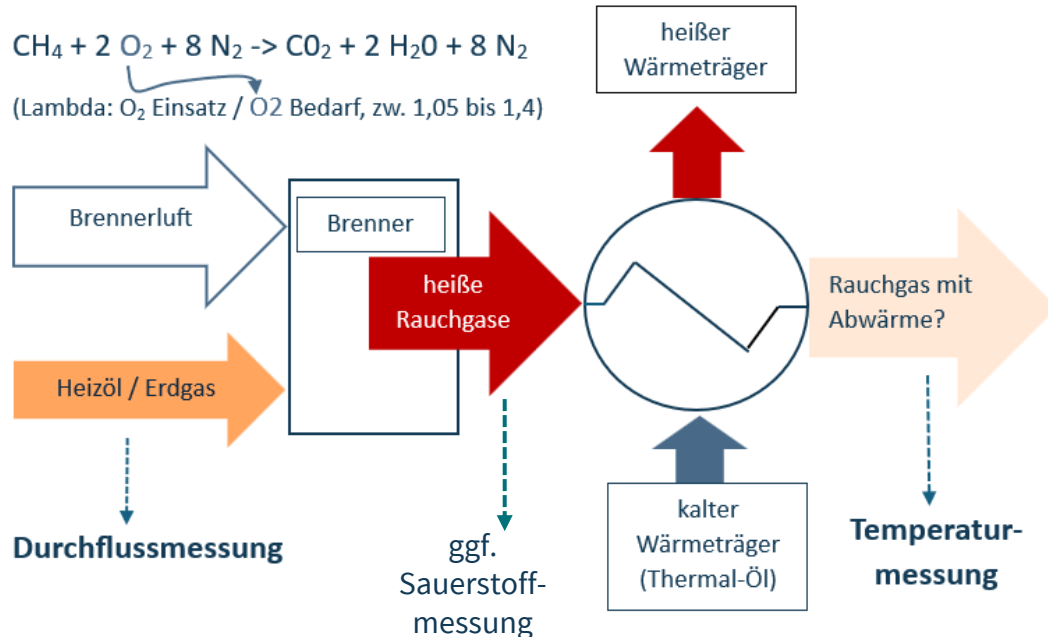 CH₄ + 2 O₂ + 8 N₂ -> C0₂ + 2 H₂0 + 8 N₂
(Lambda: O₂ Einsatz / O2 Bedarf, zw. 1,05 bis 1,4)
heißer
Wärmeträger
Brennerluft
Brenner
heiße
Rauchgase
Rauchgas mit
Abwärme?
Heizöl / Erdgas
Durchflussmessung
ggf.
Sauerstoff-
messung
kalter
Wärmeträger
(Thermal-Öl)
Temperatur-
messung